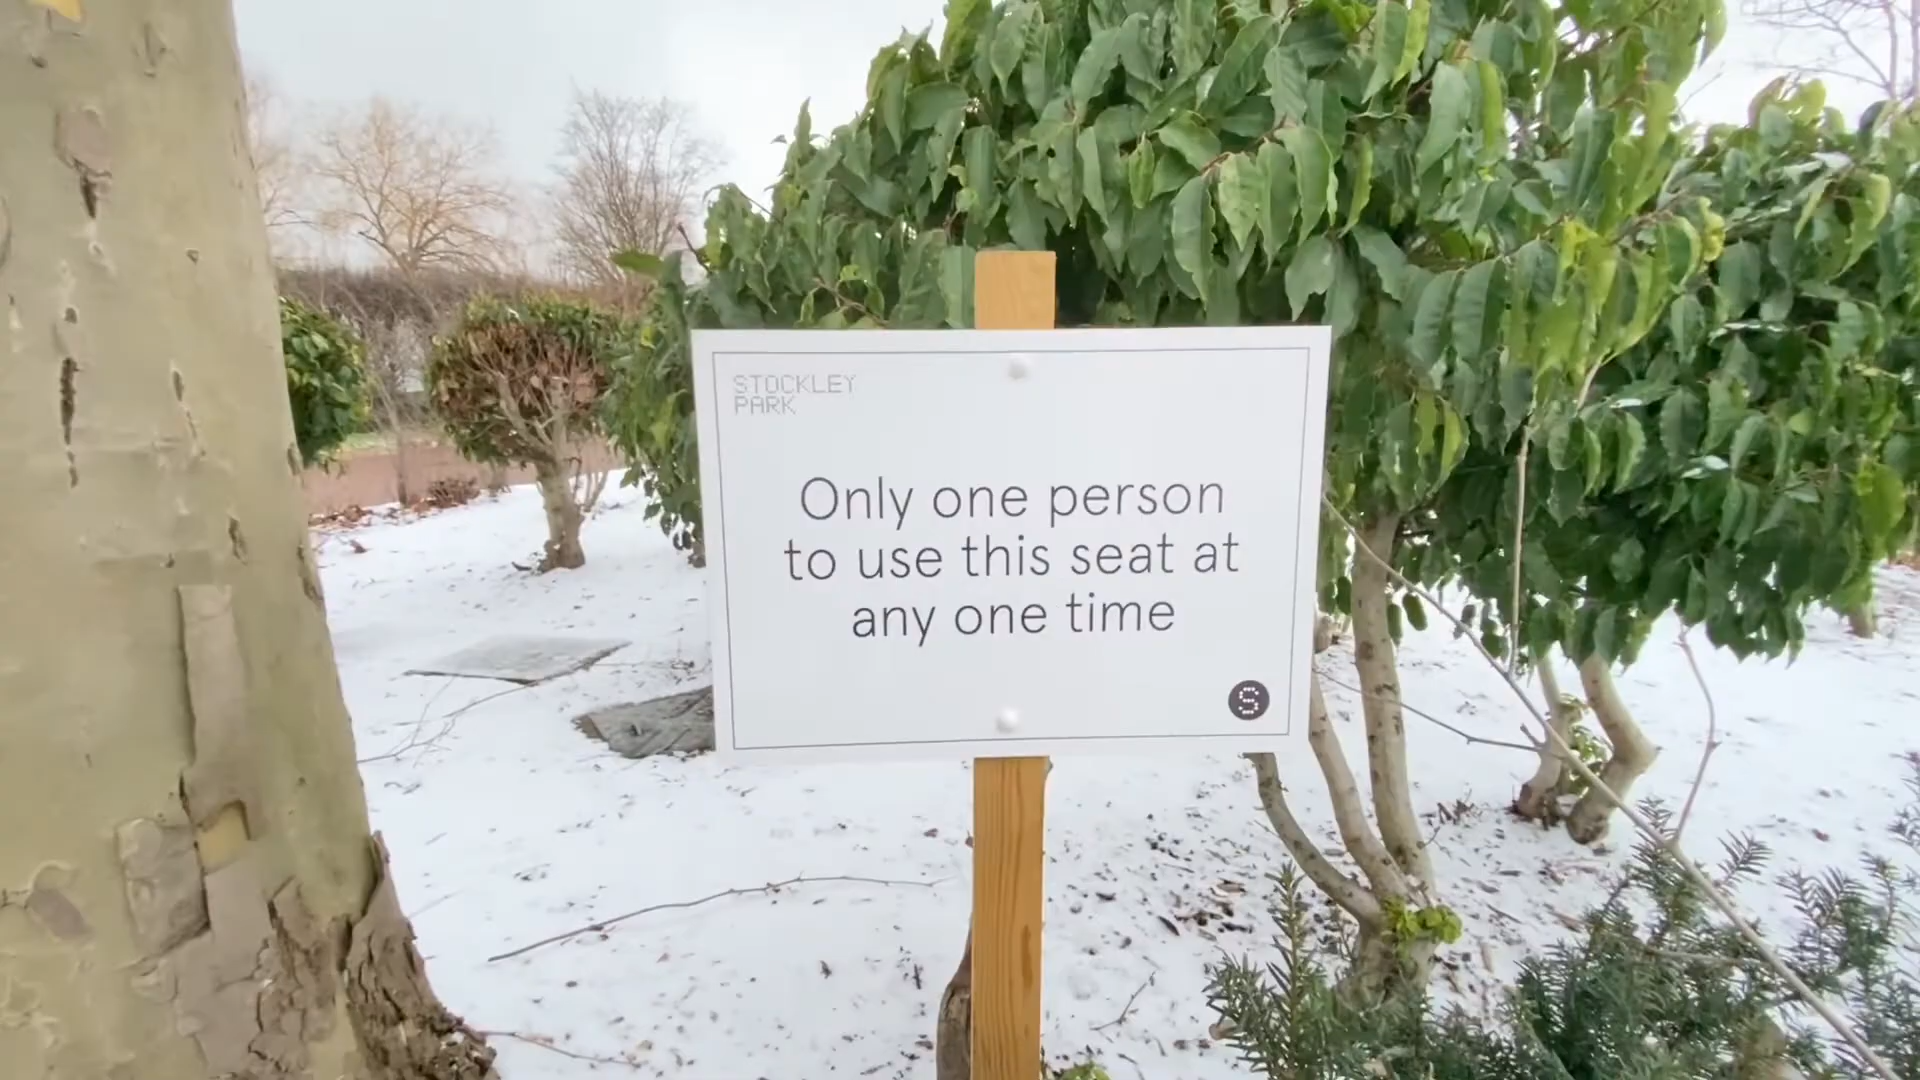 STOCKLEY
PARK
Only one person
to use this seat at
any one time
S